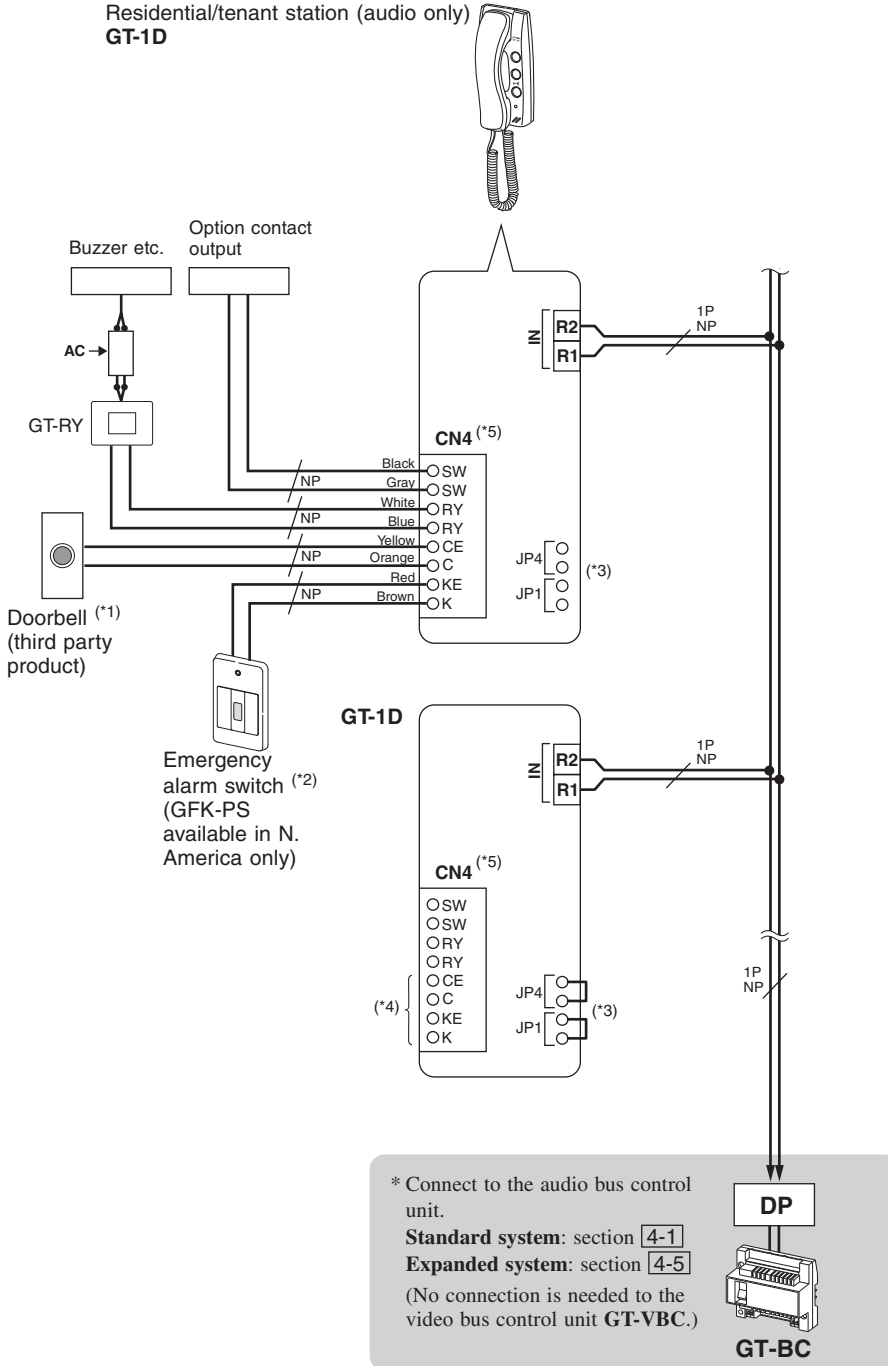 Residential/tenant station (audio only)
GT-1D
Option contact
output
Buzzer etc.
AC
GT-RY
IN
R2
R1
1P
NP
CN4 (*5)
Black
SW
NP
Gray
SW
White
RY
NP
Blue
RY
Yellow
CE
NP
Orange
C
Red
KE
NP
Brown
K
JP4
JP1
(*3)
Doorbell (*1)
(third party
product)
Emergency
alarm switch (*2)
(GFK-PS
available in N.
America only)
GT-1D
IN
R2
R1
1P
NP
CN4 (*5)
SW
SW
RY
RY
CE
C
KE
K
(*4)
JP4
JP1
(*3)
1P
NP
* Connect to the audio bus control
unit.
Standard system: section 4-1
Expanded system: section 4-5
(No connection is needed to the
video bus control unit GT-VBC.)
DP
GT-BC